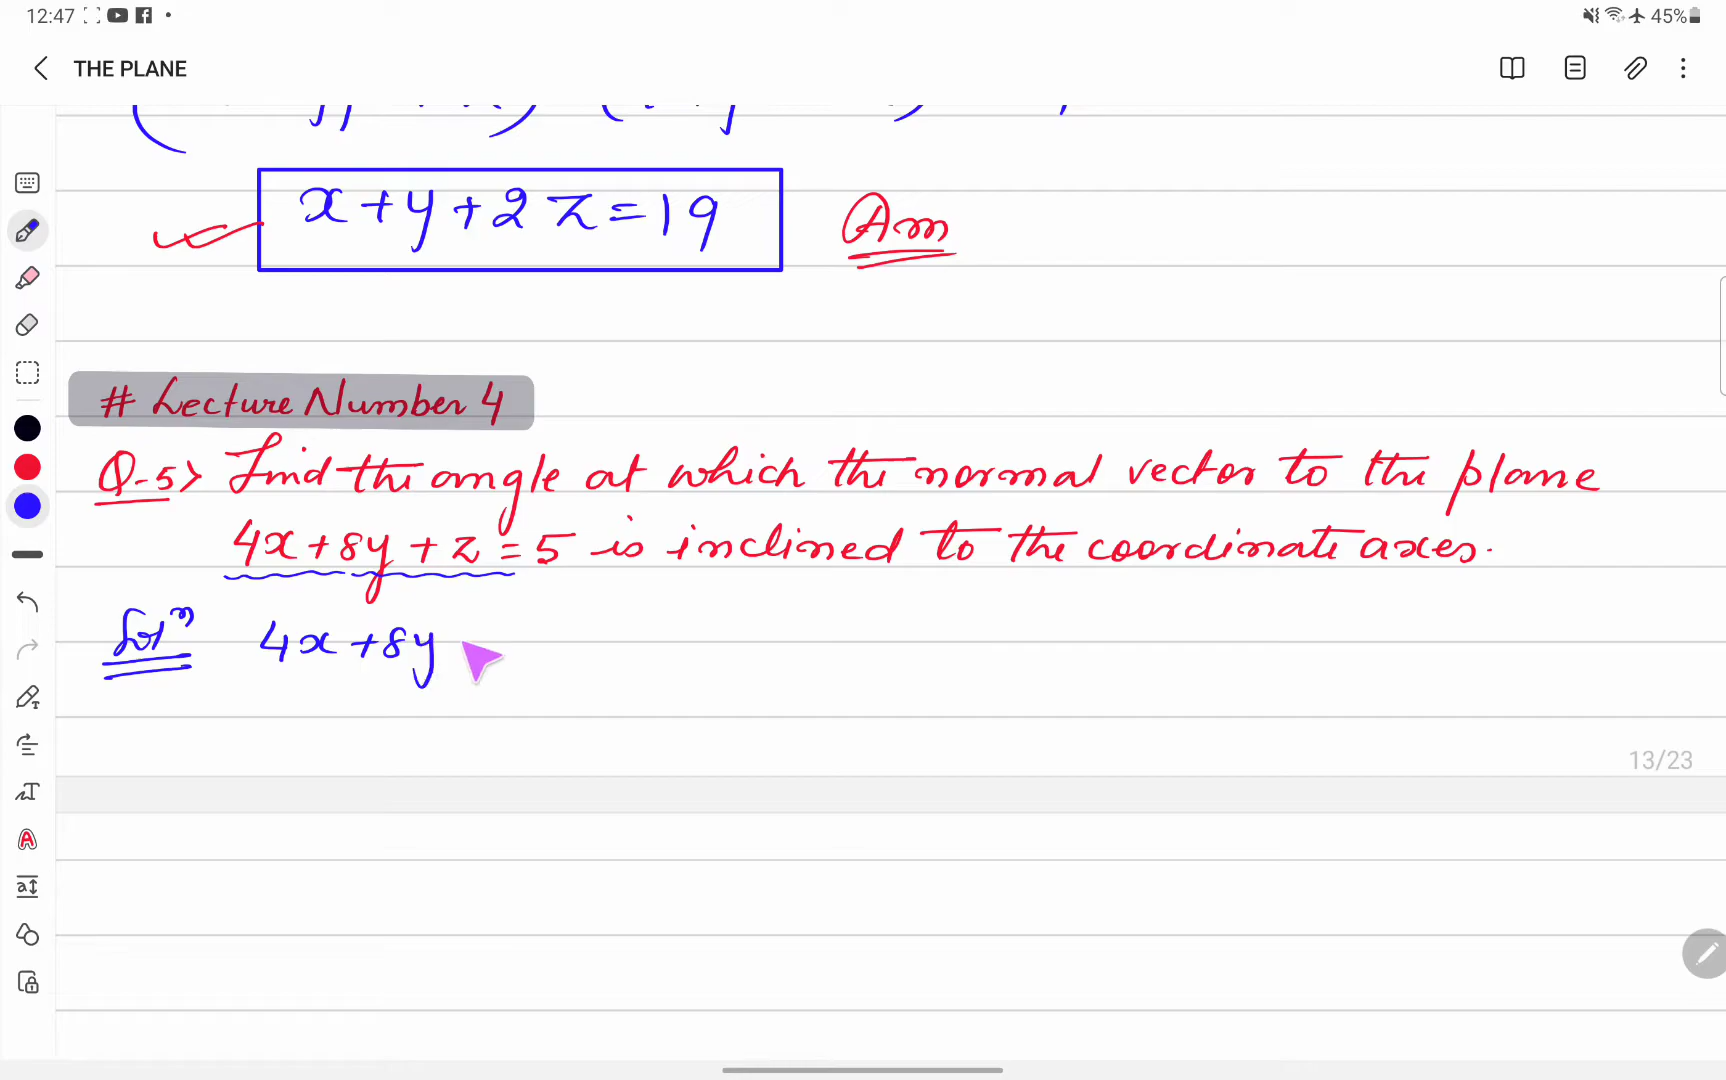 12:47
45%
THE PLANE
x+y+2z=19
Ans
# Lecture Number 4
Q-5> Find the angle at which the normal vector to the plane
4x+8y+z=5 is inclined to the coordinate axes.
Solⁿ 4x+8y
13/23